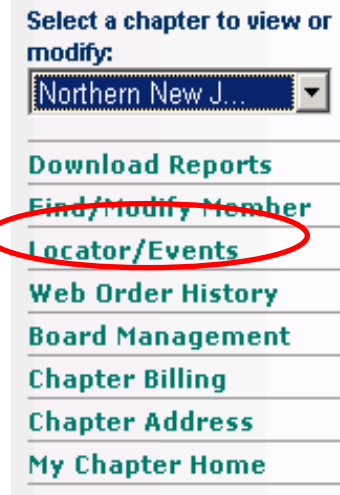 Select a chapter to view or
modify:
Northern New J...
Download Reports
Find/Modify Member
Locator/Events
Web Order History
Board Management
Chapter Billing
Chapter Address
My Chapter Home